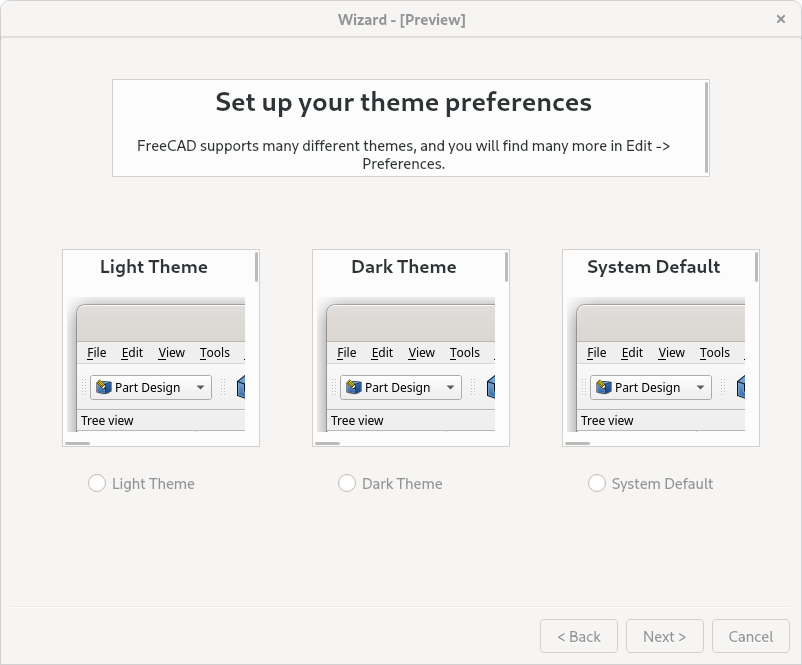 Wizard - [Preview]
Set up your theme preferences
FreeCAD supports many different themes, and you will find many more in Edit ->
Preferences.
Light Theme
File Edit View Tools
Part Design
Tree view
Dark Theme
File Edit View Tools
Part Design
Tree view
System Default
File Edit View Tools
Part Design
Tree view
Light Theme
Dark Theme
System Default
< Back
Next >
Cancel